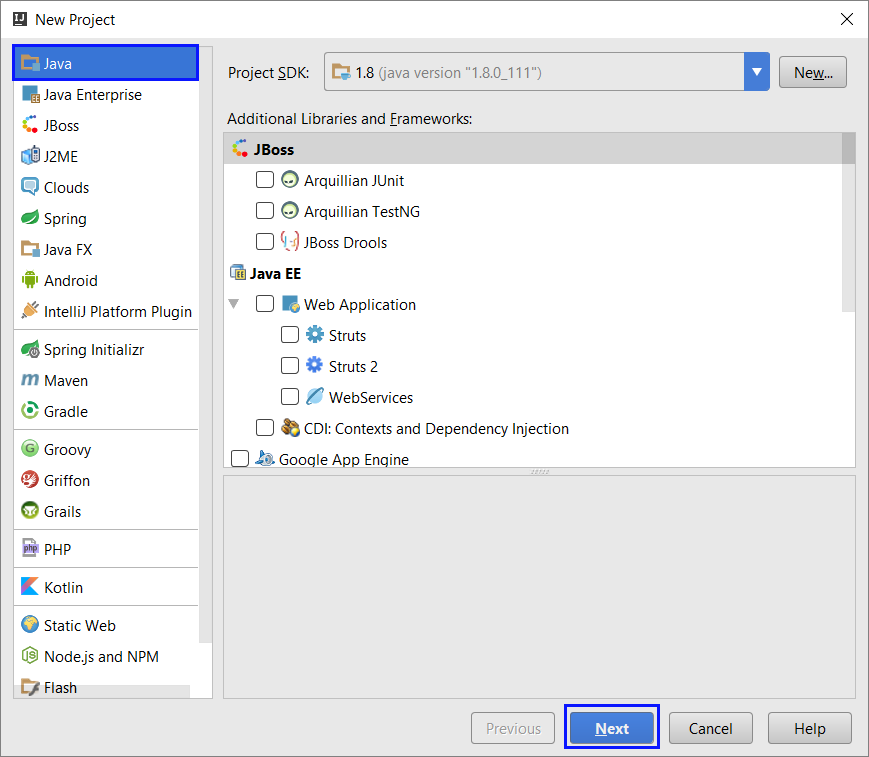 New Project
Java
Java Enterprise
JBoss
J2ME
Clouds
Spring
Java FX
Android
IntelliJ Platform Plugin
Spring Initializr
Maven
Gradle
Groovy
Griffon
Grails
PHP
Kotlin
Static Web
Node.js and NPM
Flash
Project SDK: 1.8 (java version "1.8.0_111") New...
Additional Libraries and Frameworks:
JBoss
Arquillian JUnit
Arquillian TestNG
JBoss Drools
Java EE
Web Application
Struts
Struts 2
WebServices
CDI: Contexts and Dependency Injection
Google App Engine
Previous Next Cancel Help